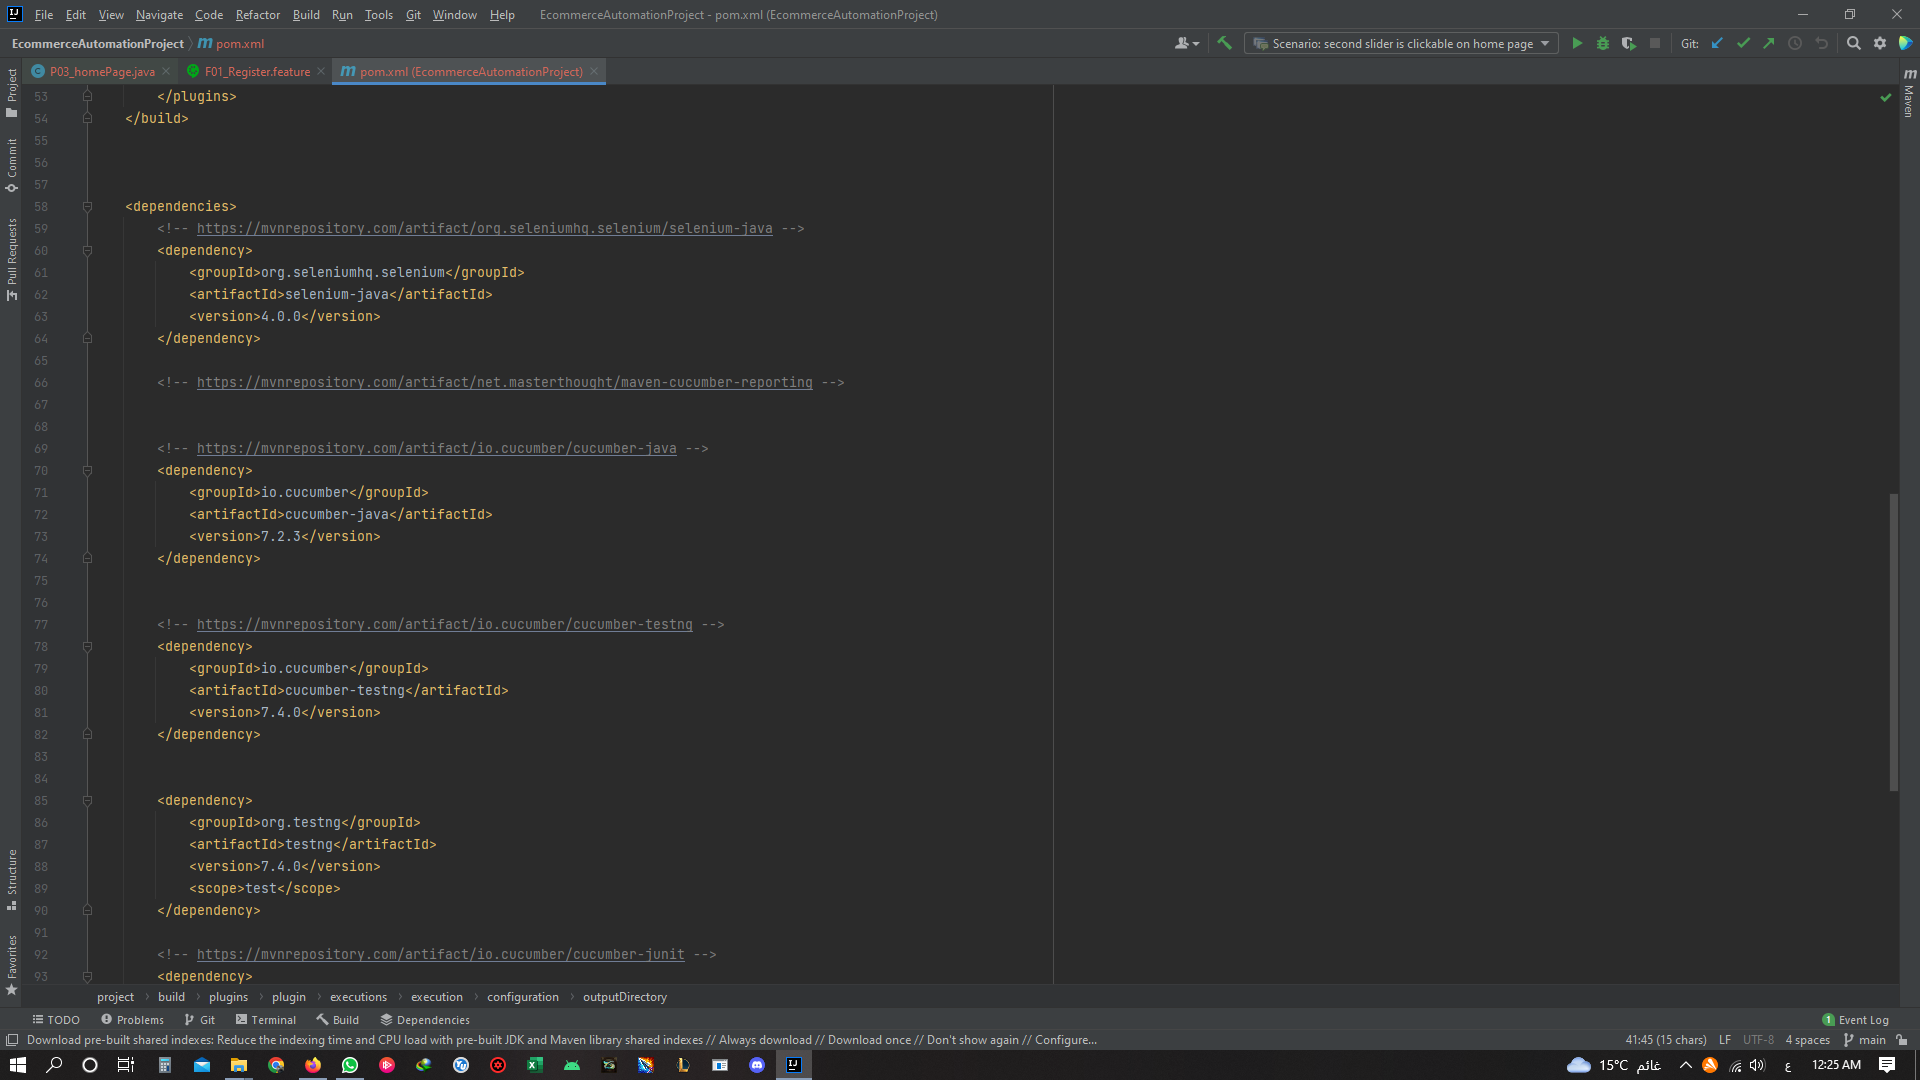 File Edit View Navigate Code Refactor Build Run Tools Git Window Help EcommerceAutomationProject - pom.xml (EcommerceAutomationProject)
EcommerceAutomationProject pom.xml Scenario: second slider is clickable on home page Git:
P03_homePage.java F01_Register.feature pom.xml (EcommerceAutomationProject)
Project
Commit
Pull Requests
Structure
Favorites
Maven
53 </plugins>
54 </build>
55
56
57
58 <dependencies>
59 <!-- https://mvnrepository.com/artifact/org.seleniumhq.selenium/selenium-java -->
60 <dependency>
61 <groupId>org.seleniumhq.selenium</groupId>
62 <artifactId>selenium-java</artifactId>
63 <version>4.0.0</version>
64 </dependency>
65
66 <!-- https://mvnrepository.com/artifact/net.masterthought/maven-cucumber-reporting -->
67
68
69 <!-- https://mvnrepository.com/artifact/io.cucumber/cucumber-java -->
70 <dependency>
71 <groupId>io.cucumber</groupId>
72 <artifactId>cucumber-java</artifactId>
73 <version>7.2.3</version>
74 </dependency>
75
76
77 <!-- https://mvnrepository.com/artifact/io.cucumber/cucumber-testng -->
78 <dependency>
79 <groupId>io.cucumber</groupId>
80 <artifactId>cucumber-testng</artifactId>
81 <version>7.4.0</version>
82 </dependency>
83
84
85 <dependency>
86 <groupId>org.testng</groupId>
87 <artifactId>testng</artifactId>
88 <version>7.4.0</version>
89 <scope>test</scope>
90 </dependency>
91
92 <!-- https://mvnrepository.com/artifact/io.cucumber/cucumber-junit -->
93 <dependency>
project build plugins plugin executions execution configuration outputDirectory
TODO Problems Git Terminal Build Dependencies 1 Event Log
Download pre-built shared indexes: Reduce the indexing time and CPU load with pre-built JDK and Maven library shared indexes // Always download // Download once // Don't show again // Configure... 41:45 (15 chars) LF UTF-8 4 spaces main
15°C غائم ع 12:25 AM